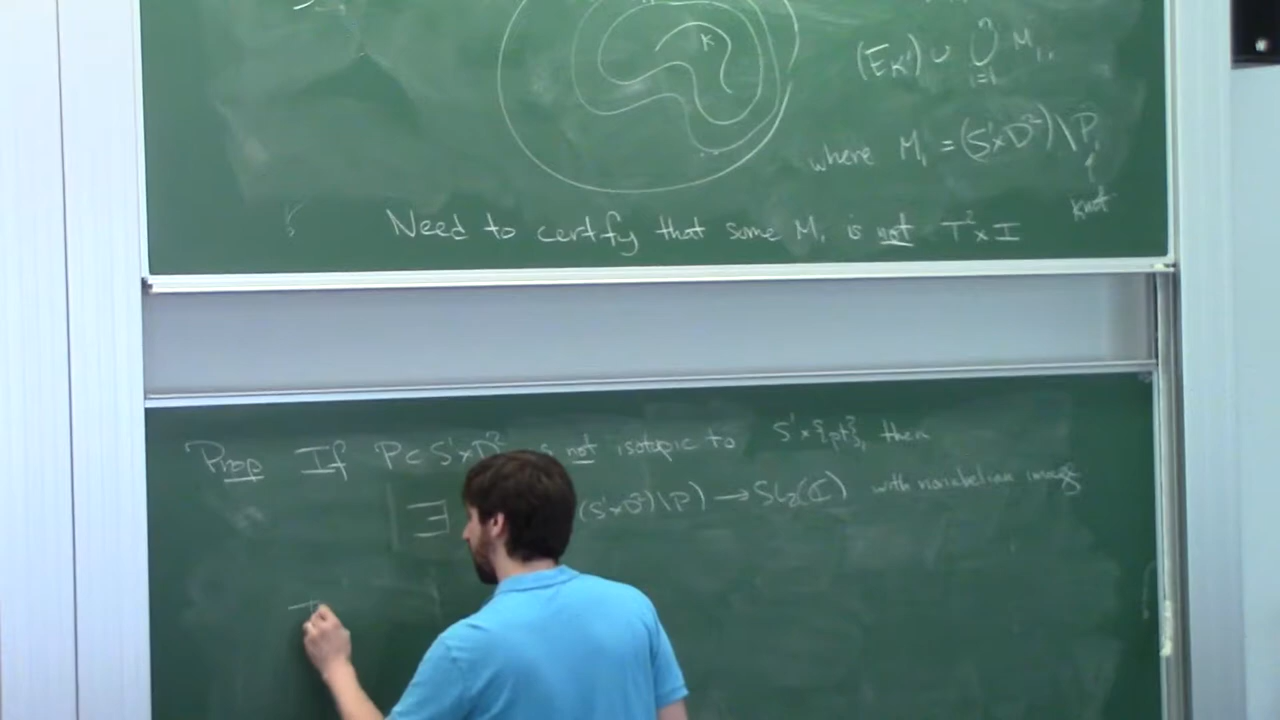 K
(E_K') ∪ ⋃_{i=1}^n M_i,
where M_i = (S¹×D²) \ P_i
knot
Need to certify that some M_i is not T²×I
Prop If P ⊂ S¹×D² is not isotopic to S¹×{pt}, then
∃ (S¹×D²)\P) → SL₂(C) with nonabelian image